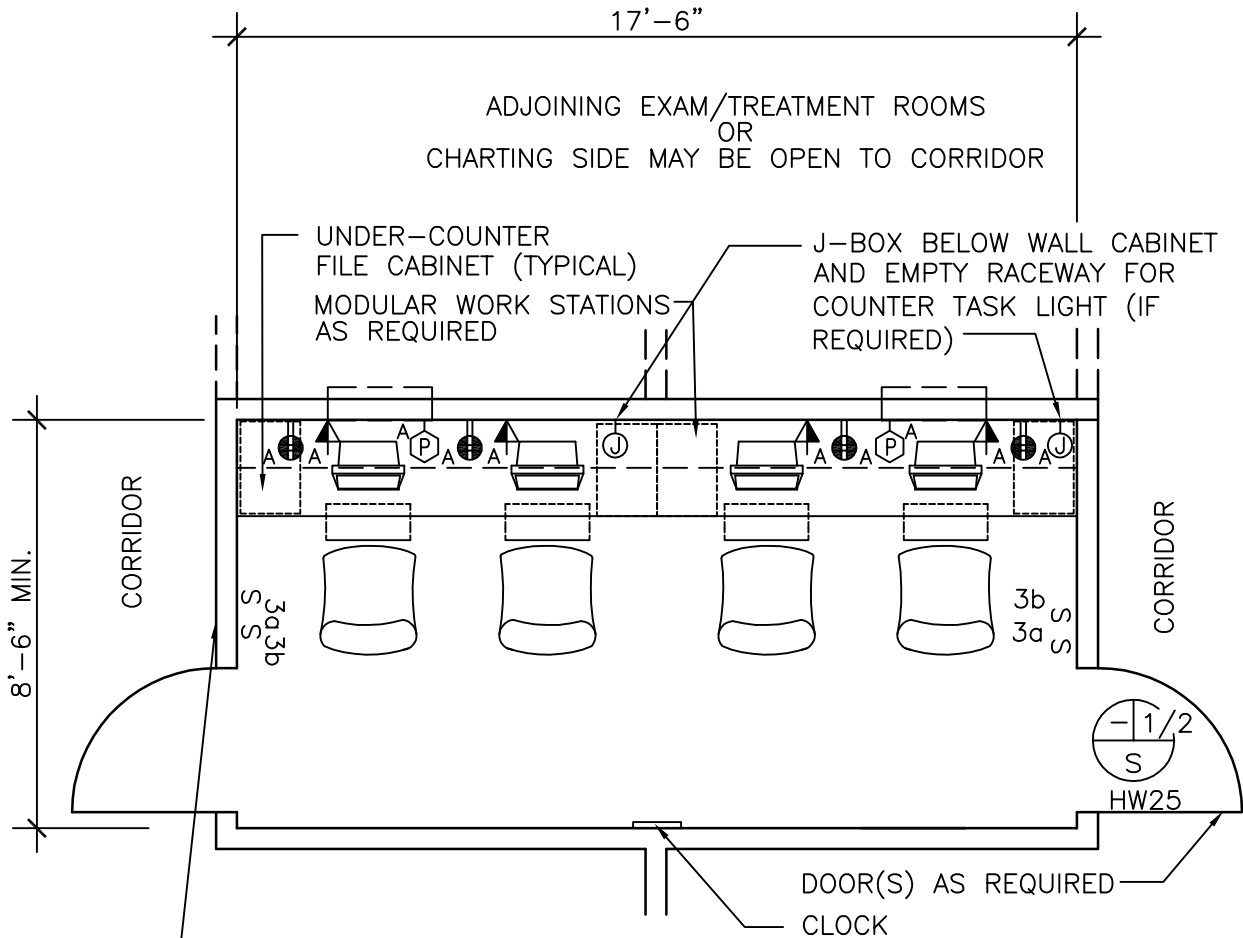 17'-6"
ADJOINING EXAM/TREATMENT ROOMS
OR
CHARTING SIDE MAY BE OPEN TO CORRIDOR
UNDER-COUNTER
FILE CABINET (TYPICAL)
MODULAR WORK STATIONS
AS REQUIRED
J-BOX BELOW WALL CABINET
AND EMPTY RACEWAY FOR
COUNTER TASK LIGHT (IF
REQUIRED)
A
A
A
P
A
A
J
A
P
A
A
A
J
CORRIDOR
8'-6" MIN.
CORRIDOR
S S
3a 3b
3b S
3a S
- 1/2
S
HW25
DOOR(S) AS REQUIRED
CLOCK